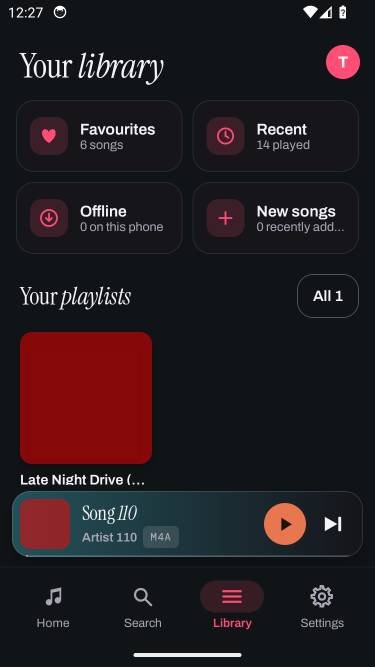 12:27
Your library
T
Favourites
6 songs
Recent
14 played
Offline
0 on this phone
New songs
0 recently add...
Your playlists
All 1
Late Night Drive (...
Song 110
Artist 110 M4A
Home
Search
Library
Settings